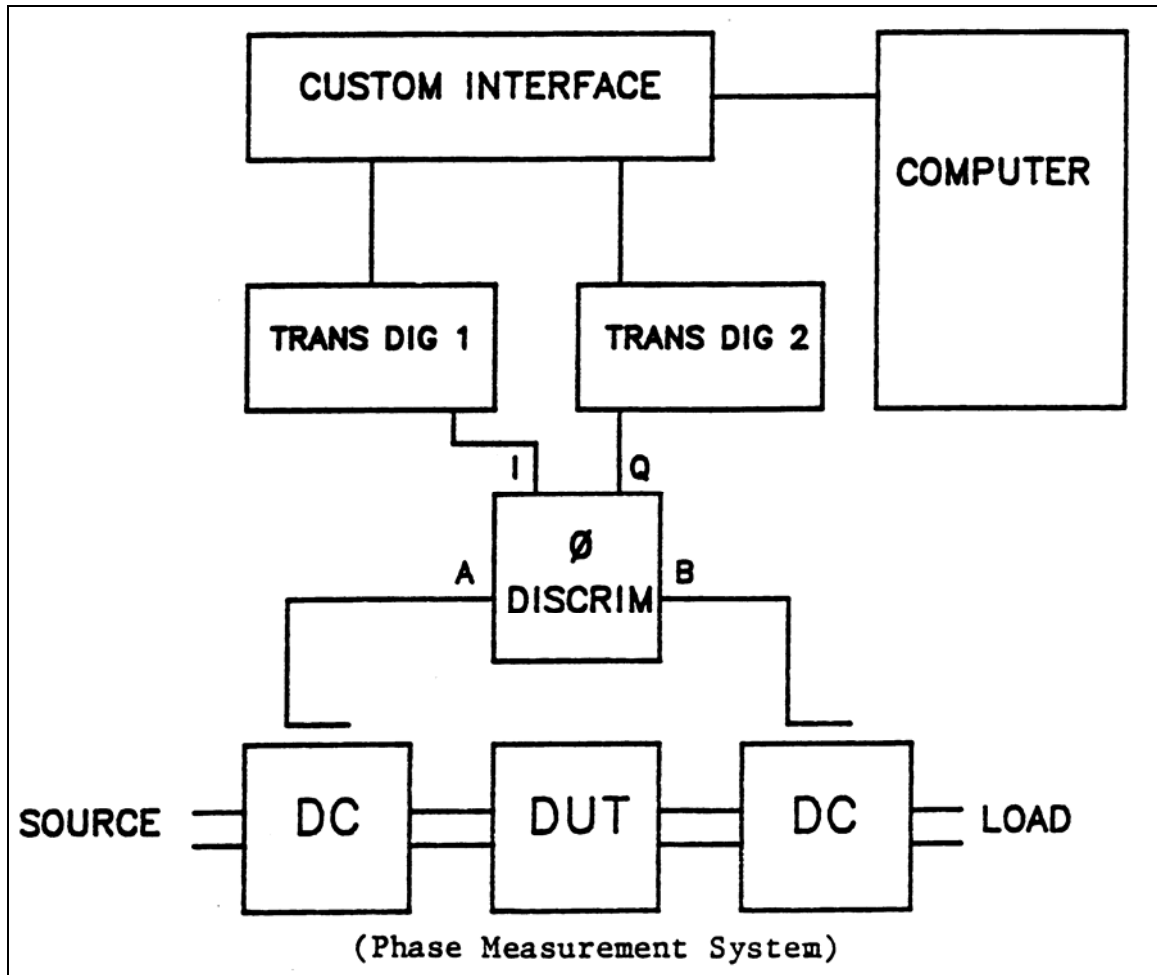 CUSTOM INTERFACE
COMPUTER
TRANS DIG 1
TRANS DIG 2
I
Q
A
Ø
DISCRIM
B
SOURCE
DC
DUT
DC
LOAD
(Phase Measurement System)